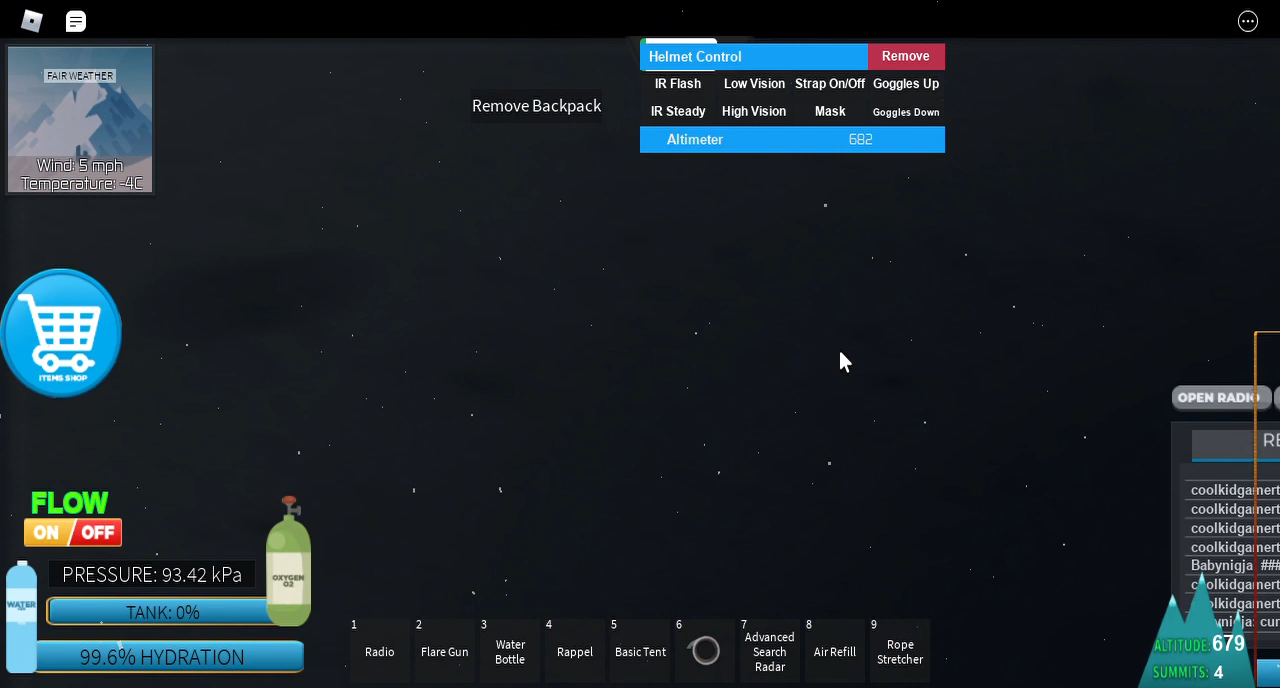 Helmet Control
Remove
IR Flash
Low Vision
Strap On/Off
Goggles Up
IR Steady
High Vision
Mask
Goggles Down
Altimeter
682
Remove Backpack
FAIR WEATHER
Wind: 5 mph
Temperature: -4C
ITEMS SHOP
OPEN RADIO
RE
coolkidgamert
coolkidgamert
coolkidgamert
coolkidgamert
Babynigja: ###
coolkidgamert
FLOW
ON / OFF
OXYGEN
O2
PRESSURE: 93.42 kPa
WATER
TANK: 0%
99.6% HYDRATION
1
Radio
2
Flare Gun
3
Water
Bottle
4
Rappel
5
Basic Tent
6
7
Advanced
Search
Radar
8
Air Refill
9
Rope
Stretcher
ALTITUDE: 679
SUMMITS: 4